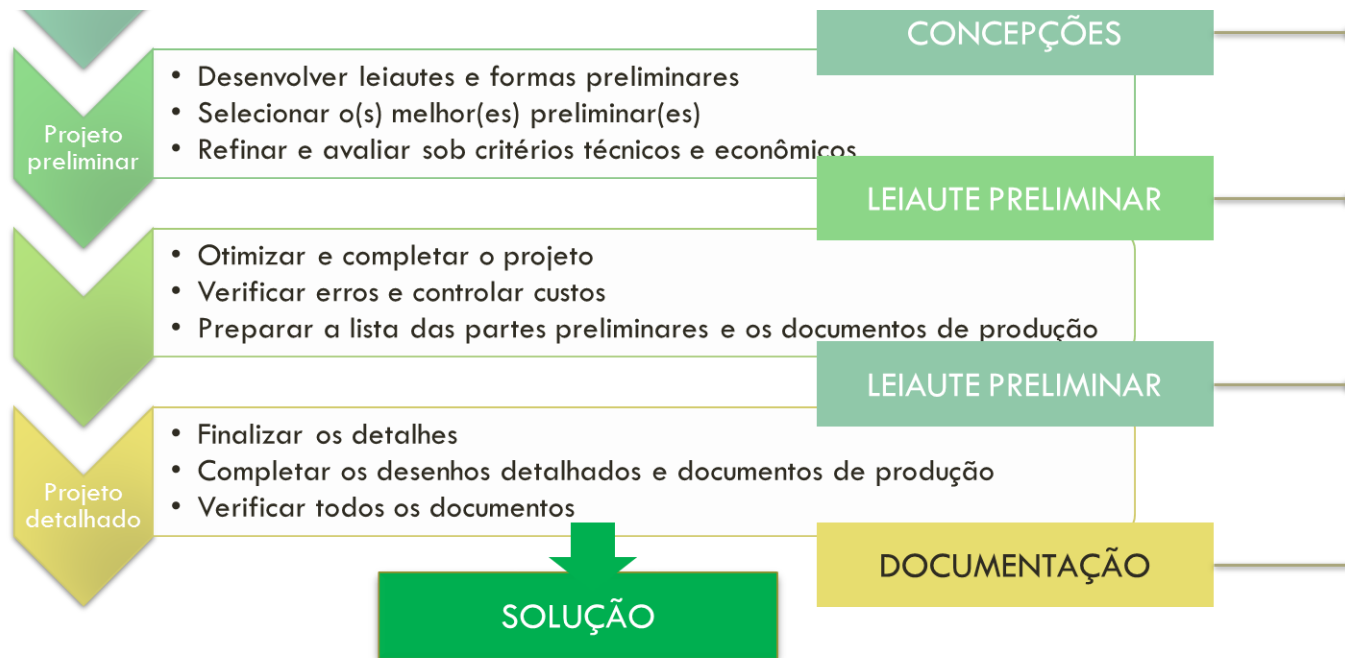 CONCEPÇÕES
Projeto
preliminar
• Desenvolver leiautes e formas preliminares
• Selecionar o(s) melhor(es) preliminar(es)
• Refinar e avaliar sob critérios técnicos e econômicos
LEIAUTE PRELIMINAR
• Otimizar e completar o projeto
• Verificar erros e controlar custos
• Preparar a lista das partes preliminares e os documentos de produção
LEIAUTE PRELIMINAR
Projeto
detalhado
• Finalizar os detalhes
• Completar os desenhos detalhados e documentos de produção
• Verificar todos os documentos
DOCUMENTAÇÃO
SOLUÇÃO